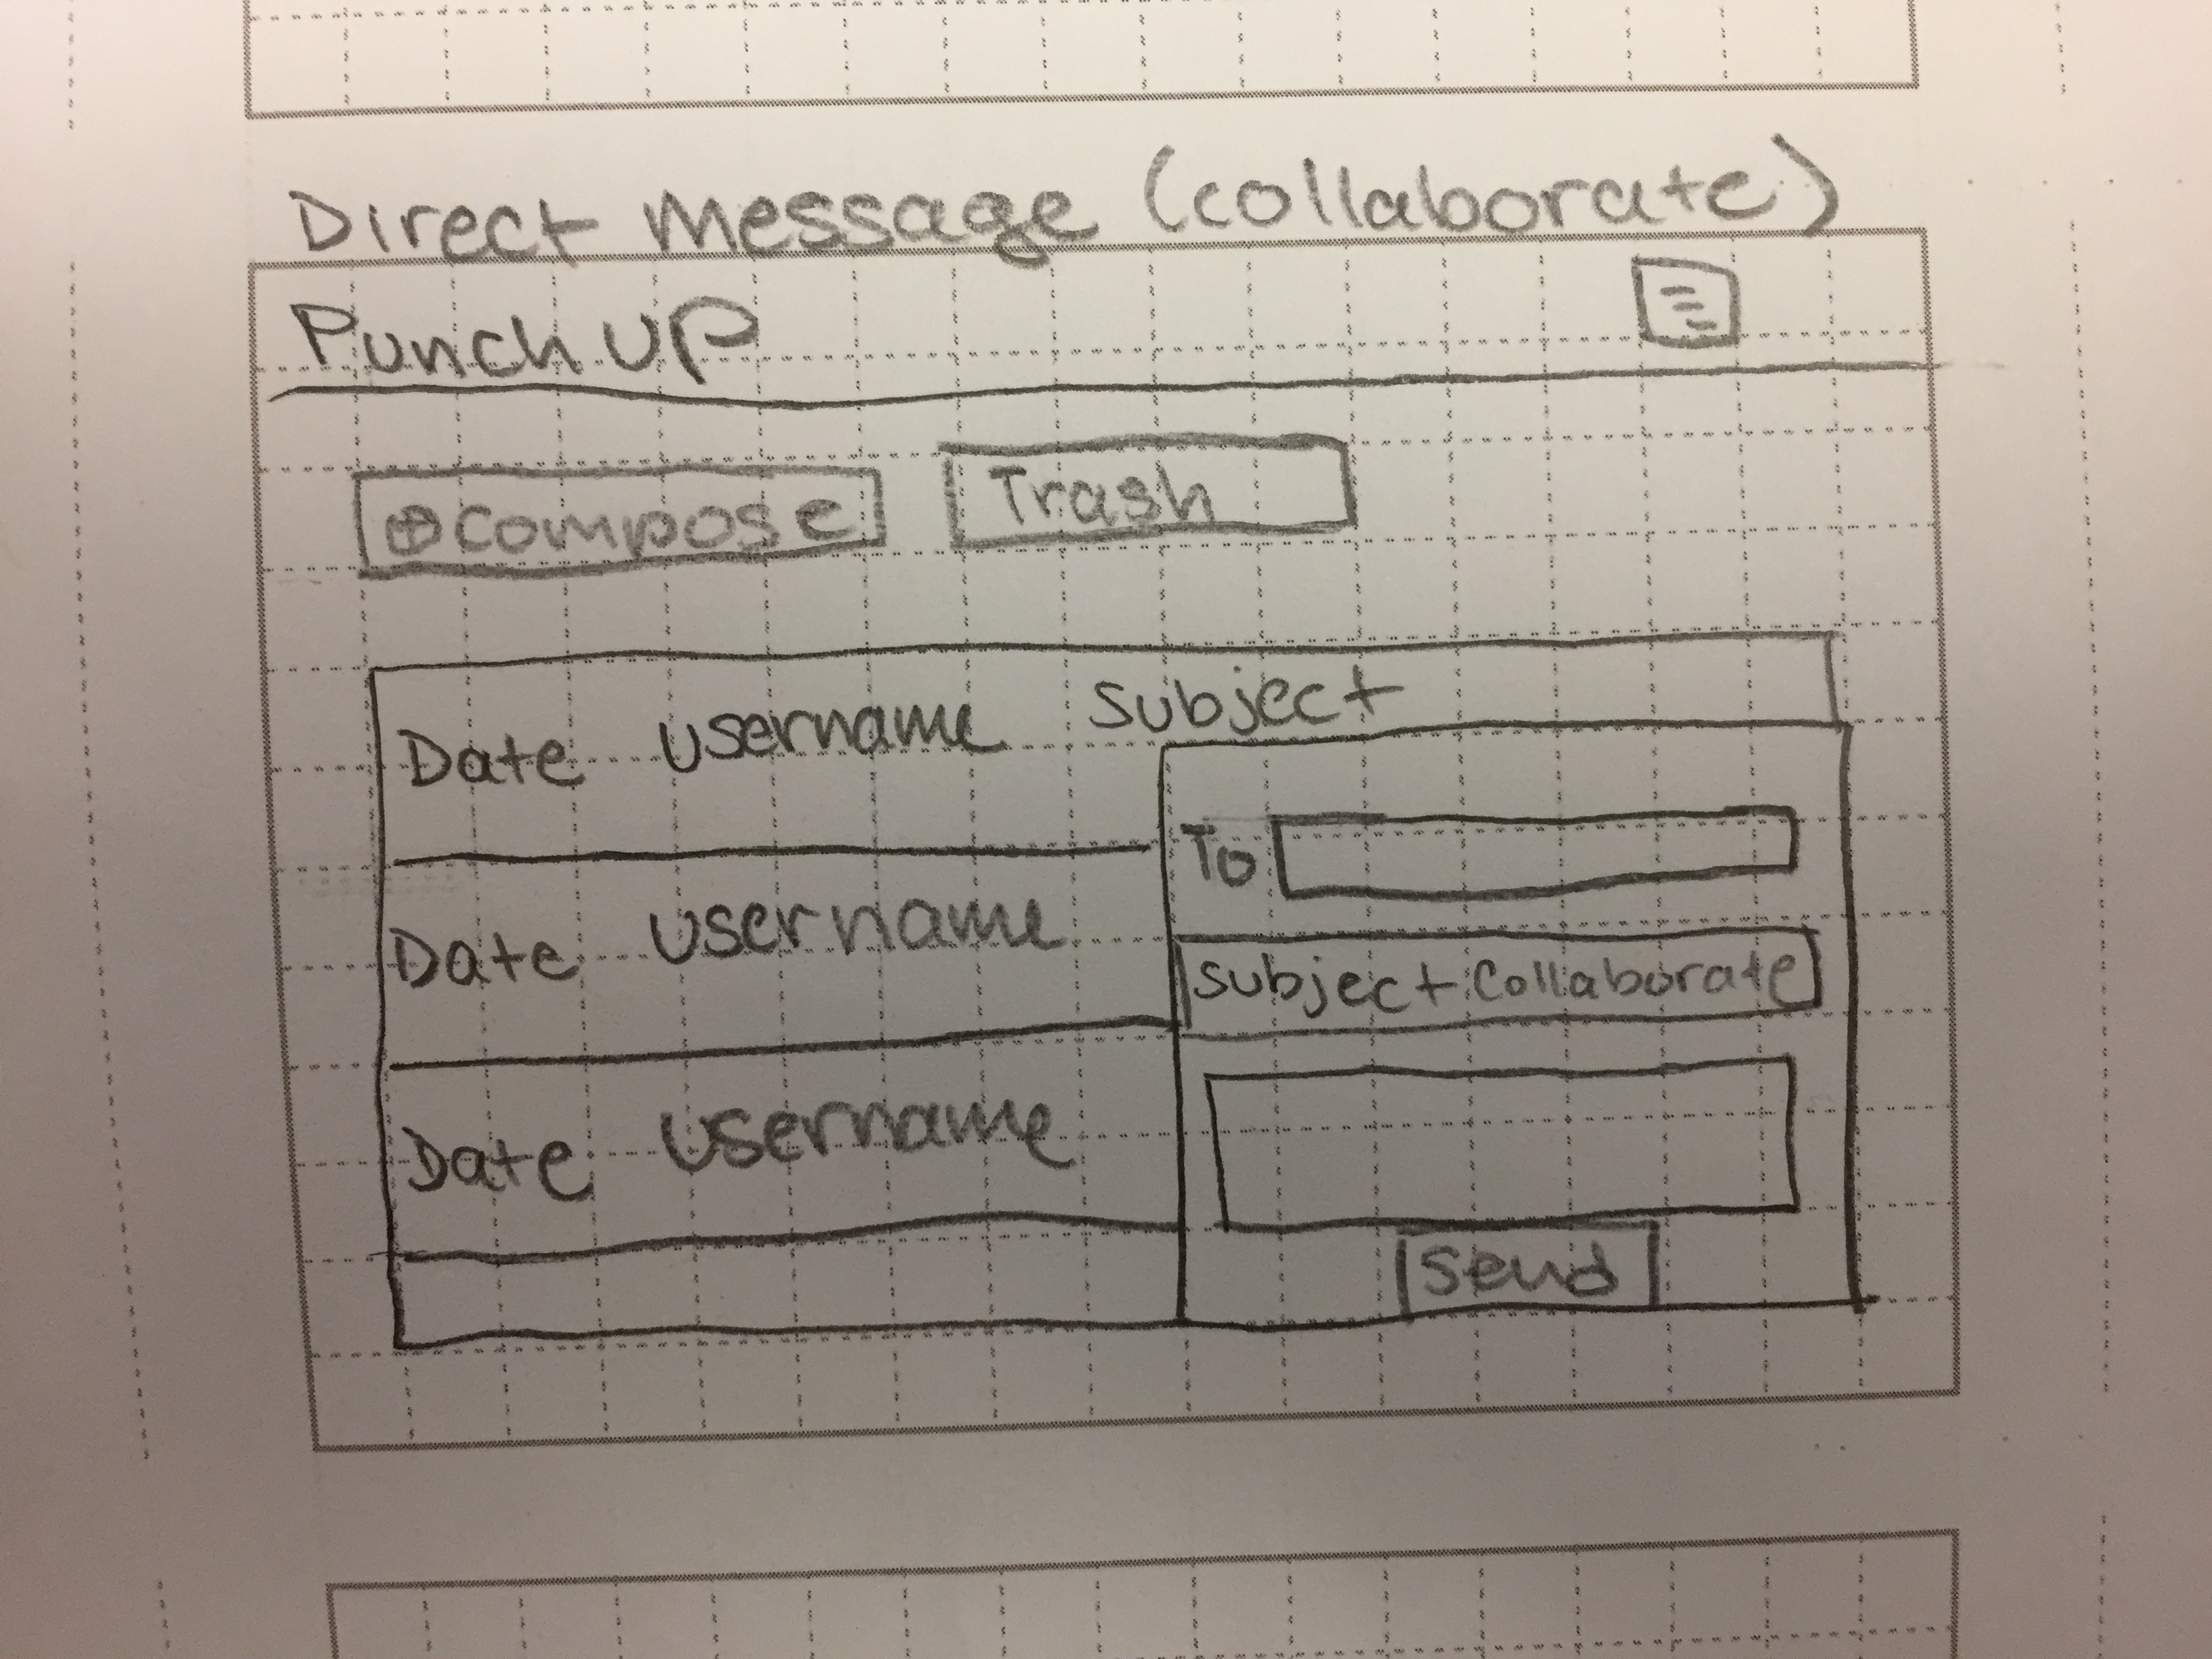 Direct Message (collaborate)
Punch UP
⊕ Compose Trash
Date username Subject
To
Date username
Subject: Collaborate
Date username
Send